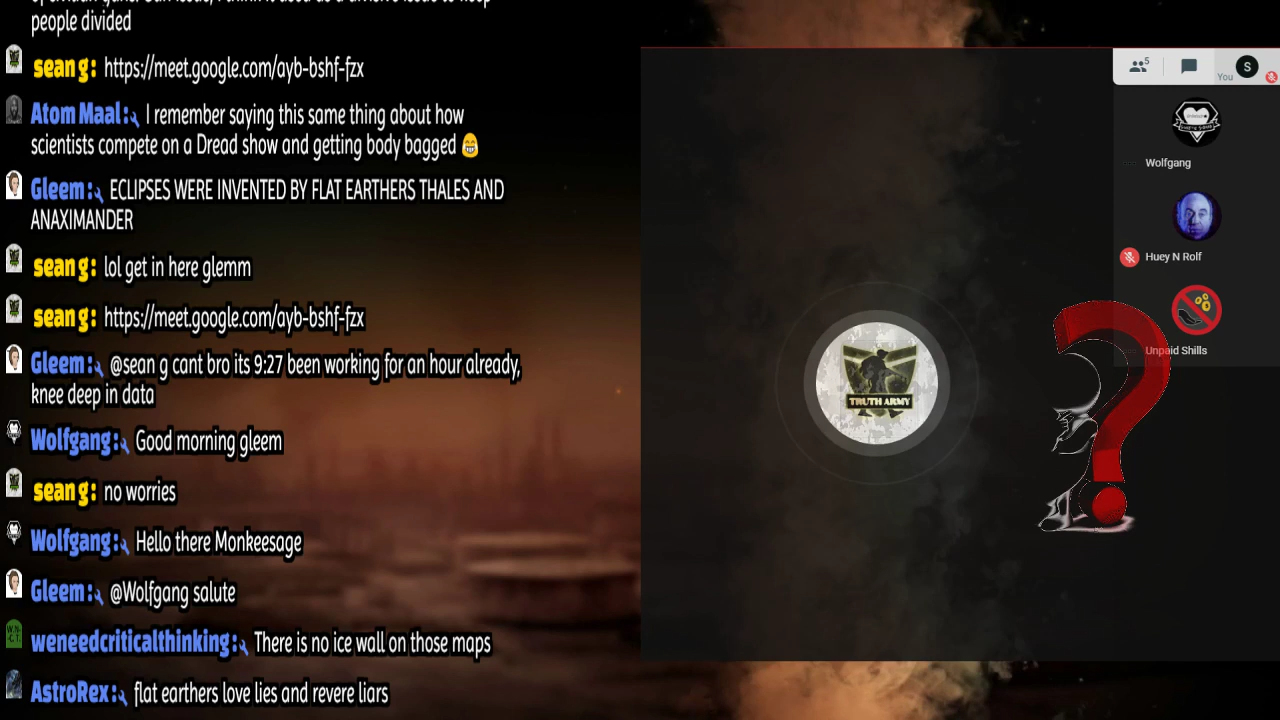 people divided
sean g: https://meet.google.com/ayb-bshf-fzx
Atom Maal: I remember saying this same thing about how
scientists compete on a Dread show and getting body bagged 😁
Gleem: ECLIPSES WERE INVENTED BY FLAT EARTHERS THALES AND
ANAXIMANDER
sean g: lol get in here glemm
sean g: https://meet.google.com/ayb-bshf-fzx
Gleem: @sean g cant bro its 9:27 been working for an hour already,
knee deep in data
Wolfgang: Good morning gleem
sean g: no worries
Wolfgang: Hello there Monkeesage
Gleem: @Wolfgang salute
weneedcriticalthinking: There is no ice wall on those maps
AstroRex: flat earthers love lies and revere liars
TRUTH ARMY
5
You
S
Wolfgang
Huey N Rolf
Unpaid Shills
?